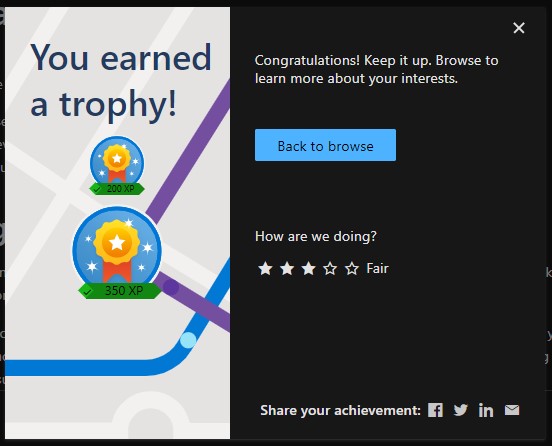 You earned
a trophy!
200 XP
350 XP
Congratulations! Keep it up. Browse to
learn more about your interests.
Back to browse
How are we doing?
Fair
Share your achievement: